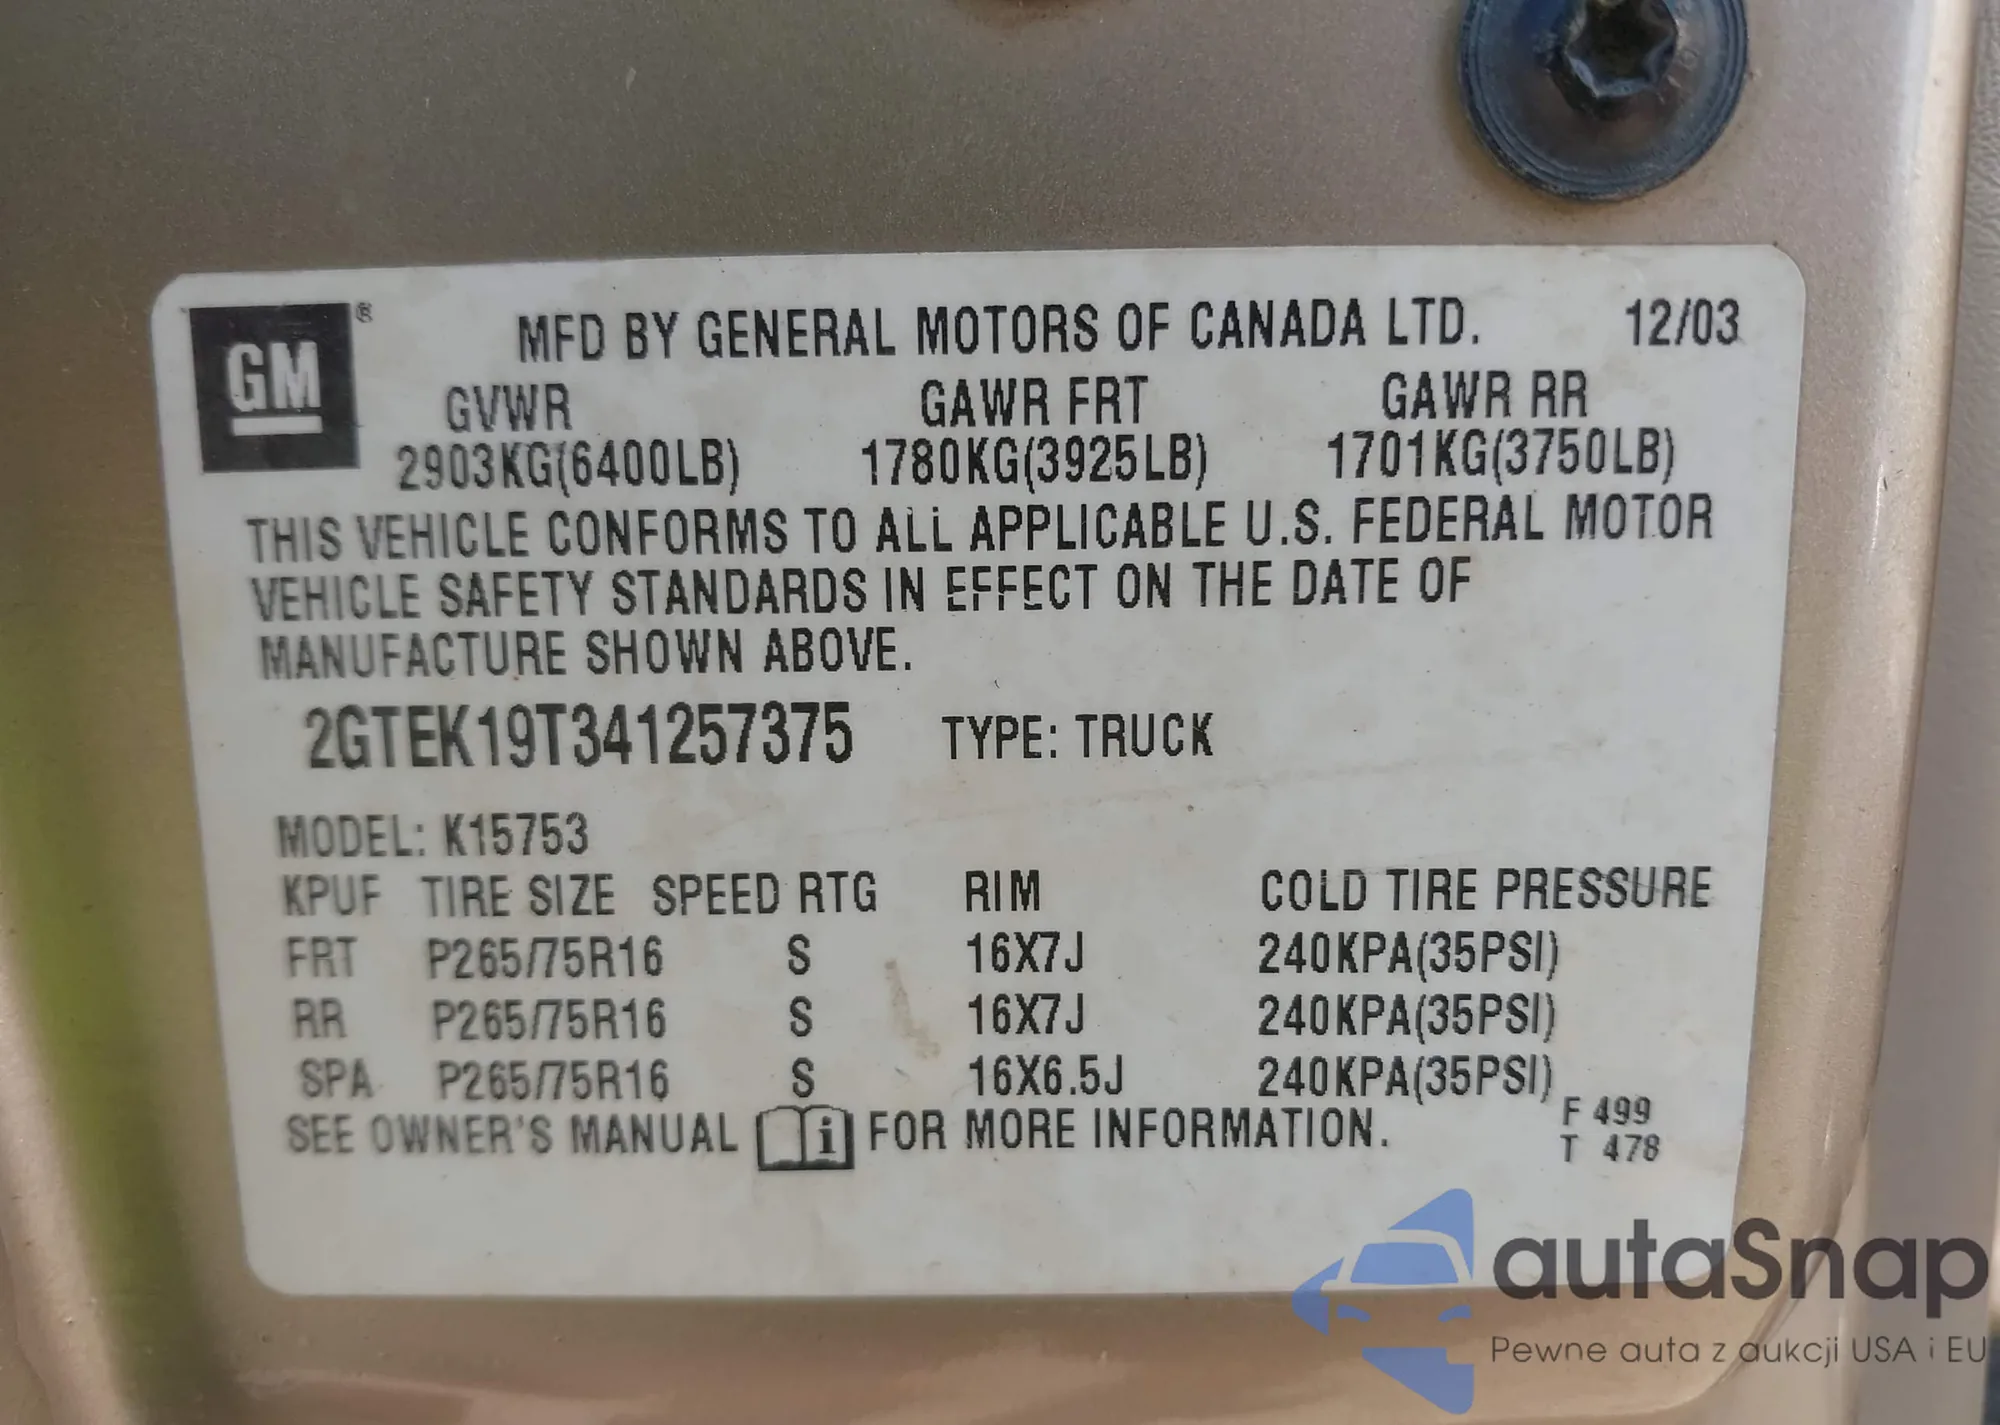 GM ® MFD BY GENERAL MOTORS OF CANADA LTD. 12/03
GVWR GAWR FRT GAWR RR
2903KG(6400LB) 1780KG(3925LB) 1701KG(3750LB)
THIS VEHICLE CONFORMS TO ALL APPLICABLE U.S. FEDERAL MOTOR
VEHICLE SAFETY STANDARDS IN EFFECT ON THE DATE OF
MANUFACTURE SHOWN ABOVE.
2GTEK19T341257375 TYPE: TRUCK
MODEL: K15753
KPUF TIRE SIZE SPEED RTG RIM COLD TIRE PRESSURE
FRT P265/75R16 S 16X7J 240KPA(35PSI)
RR P265/75R16 S 16X7J 240KPA(35PSI)
SPA P265/75R16 S 16X6.5J 240KPA(35PSI)
SEE OWNER'S MANUAL i FOR MORE INFORMATION.
F 499
T 478
autaSnap
Pewne auta z aukcji USA i EU